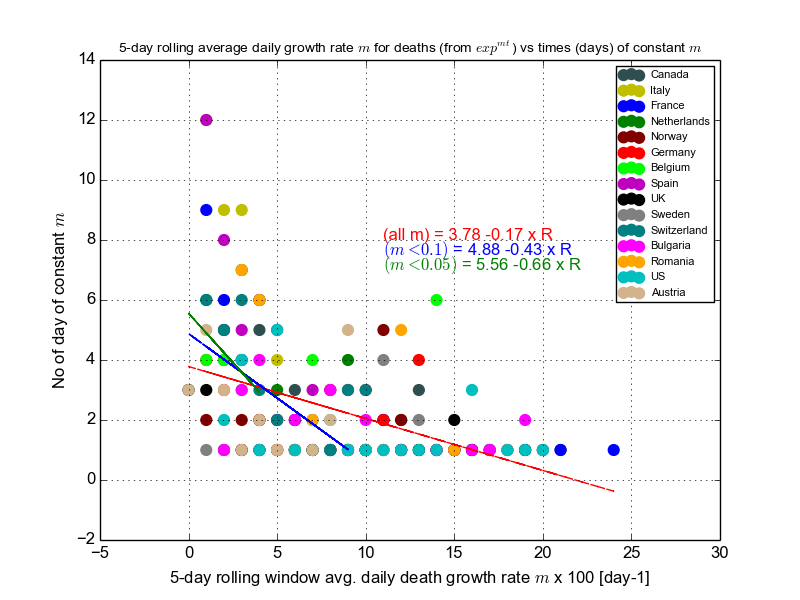 5-day rolling average daily growth rate m for deaths (from exp^mt) vs times (days) of constant m
14
12
10
8
6
4
2
0
−2
No of day of constant m
Canada
Italy
France
Netherlands
Norway
Germany
Belgium
Spain
UK
Sweden
Switzerland
Bulgaria
Romania
US
Austria
(all m) = 3.78 -0.17 x R
(m <0.1) = 4.88 -0.43 x R
(m <0.05) = 5.56 -0.66 x R
−5 0 5 10 15 20 25 30
5-day rolling window avg. daily death growth rate m x 100 [day-1]